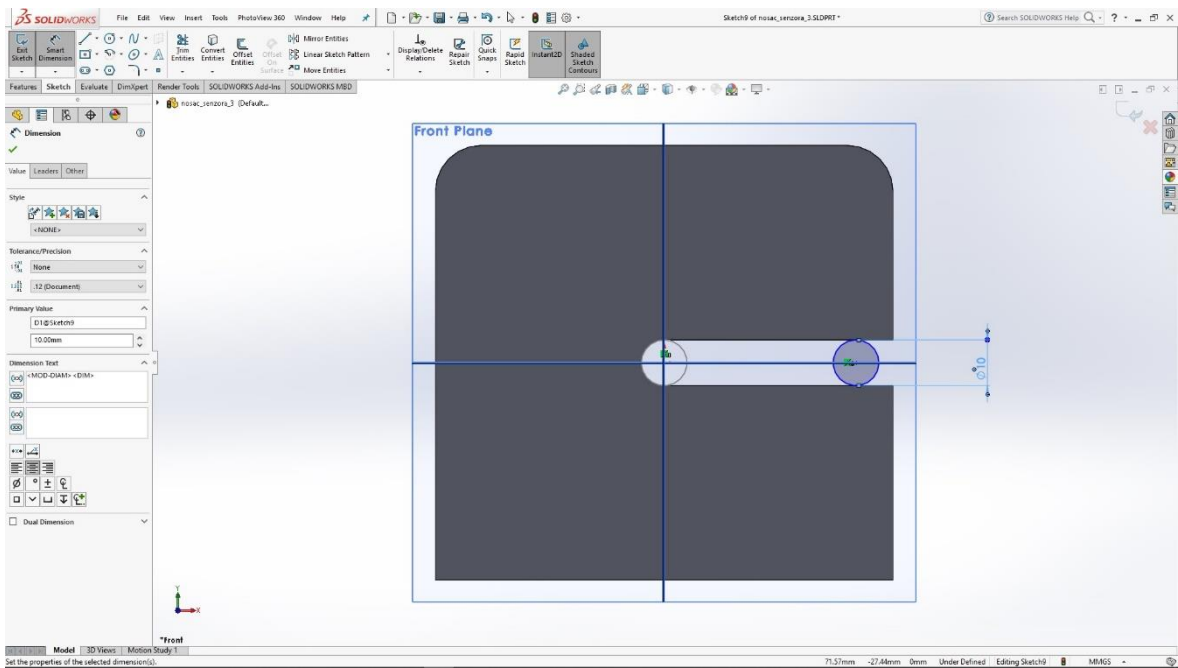 SOLIDWORKS File Edit View Insert Tools PhotoView 360 Window Help Sketch9 of nosac_senzora_3.SLDPRT * Search SOLIDWORKS Help
Exit Sketch
Smart Dimension
Trim Entities
Convert Entities
Offset Entities
Offset On Surface
Mirror Entities
Linear Sketch Pattern
Move Entities
Display/Delete Relations
Repair Sketch
Quick Snaps
Rapid Sketch
Instant2D
Shaded Sketch Contours
Features Sketch Evaluate DimXpert Render Tools SOLIDWORKS Add-Ins SOLIDWORKS MBD
nosac_senzora_3 (Default...
Dimension
Value Leaders Other
Style
<NONE>
Tolerance/Precision
None
.12 (Document)
Primary Value
D1@Sketch9
10.00mm
Dimension Text
<MOD-DIAM><DIM>
Dual Dimension
Front Plane
Ø10
Y
X
*Front
Model 3D Views Motion Study 1
Set the properties of the selected dimension(s). 71.57mm -27.44mm 0mm Under Defined Editing Sketch9 MMGS